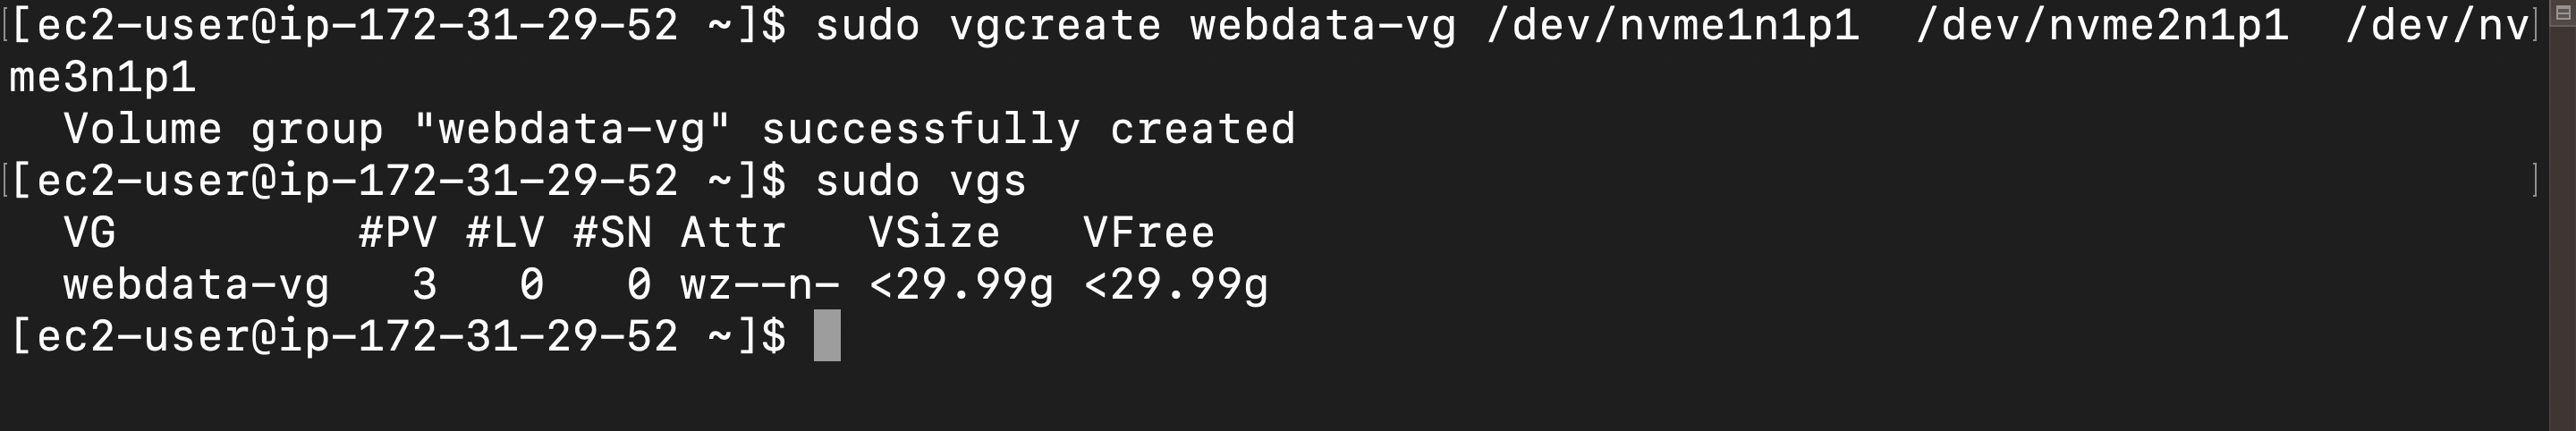 [ec2-user@ip-172-31-29-52 ~]$ sudo vgcreate webdata-vg /dev/nvme1n1p1  /dev/nvme2n1p1  /dev/nv
me3n1p1
  Volume group "webdata-vg" successfully created
[ec2-user@ip-172-31-29-52 ~]$ sudo vgs
  VG         #PV #LV #SN Attr   VSize   VFree
  webdata-vg   3   0   0 wz--n- <29.99g <29.99g
[ec2-user@ip-172-31-29-52 ~]$